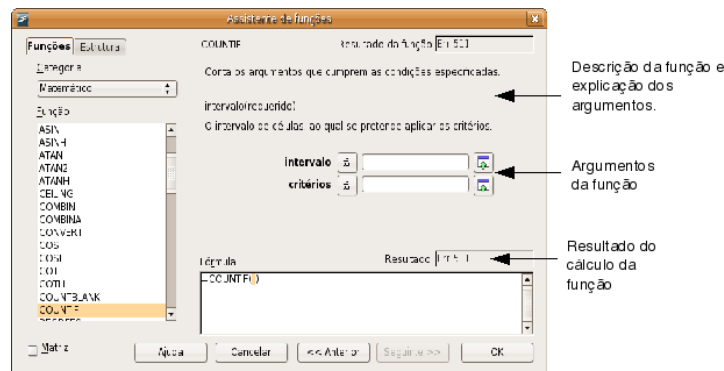 Assistente de funções
Funções Estrutura
COUNTIF Resultado da função Err:511
Categoria
Matemático
Conta os argumentos que cumprem as condições especificadas.
Função
intervalo(requerido)
O intervalo de células, ao qual se pretende aplicar os critérios.
ASIN
ASINH
ATAN
ATAN2
ATANH
CEILING
COMBIN
COMBINA
CONVERT
COS
COSH
COT
COTH
COUNTBLANK
COUNTIF
DEGREES
intervalo
critérios
Fórmula Resultado Err:511
=COUNTIF()
Matriz
Ajuda Cancelar << Anterior Seguinte >> OK
Descrição da função e
explicação dos
argumentos.
Argumentos
da função
Resultado do
cálculo da
função